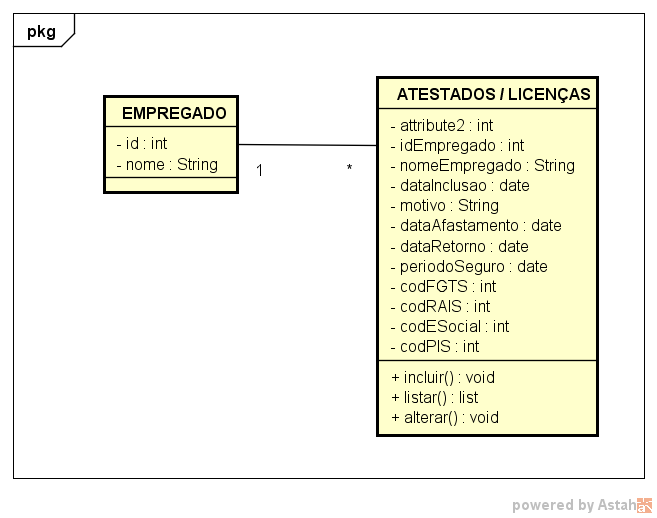 pkg
EMPREGADO
- id : int
- nome : String
1
*
ATESTADOS / LICENÇAS
- attribute2 : int
- idEmpregado : int
- nomeEmpregado : String
- dataInclusao : date
- motivo : String
- dataAfastamento : date
- dataRetorno : date
- periodoSeguro : date
- codFGTS : int
- codRAIS : int
- codESocial : int
- codPIS : int
+ incluir() : void
+ listar() : list
+ alterar() : void
powered by Astah